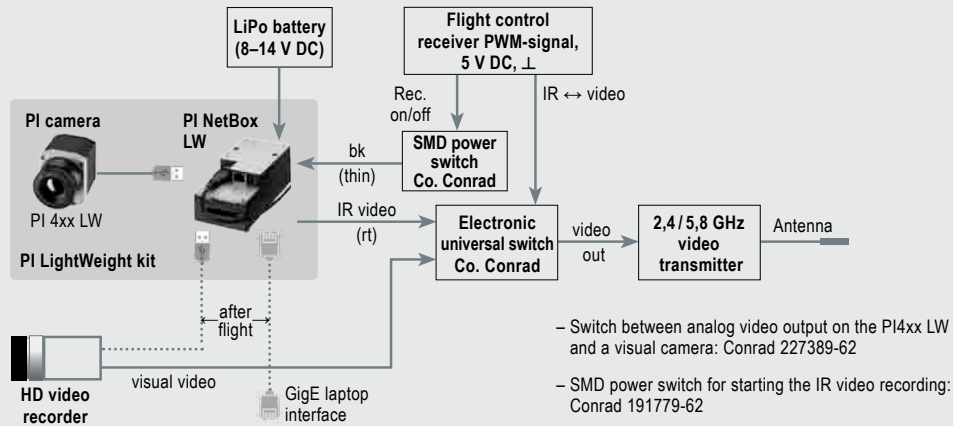 LiPo battery
(8–14 V DC)
Flight control
receiver PWM-signal,
5 V DC, ⊥
Rec.
on/off
IR ↔ video
PI camera
PI NetBox
LW
bk
(thin)
SMD power
switch
Co. Conrad
PI 4xx LW
IR video
(rt)
Electronic
universal switch
Co. Conrad
video
out
2,4 / 5,8 GHz
video
transmitter
Antenna
PI LightWeight kit
after
flight
visual video
HD video
recorder
GigE laptop
interface
– Switch between analog video output on the PI4xx LW
and a visual camera: Conrad 227389-62
– SMD power switch for starting the IR video recording:
Conrad 191779-62